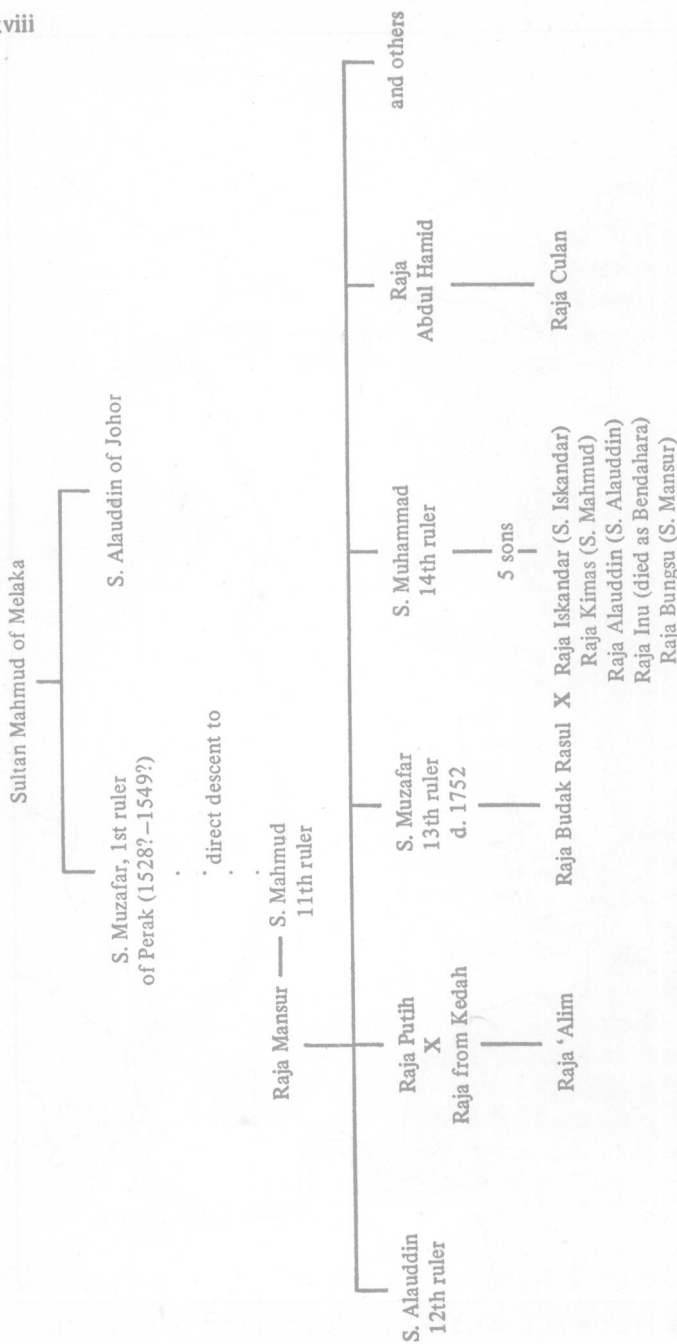 viii
Sultan Mahmud of Melaka
S. Muzafar, 1st ruler
of Perak (1528?–1549?)
S. Alauddin of Johor
direct descent to
Raja Mansur — S. Mahmud
11th ruler
S. Alauddin
12th ruler
Raja Putih
X
Raja from Kedah
S. Muzafar
13th ruler
d. 1752
S. Muhammad
14th ruler
Raja
Abdul Hamid
and others
5 sons
Raja ‘Alim
Raja Budak Rasul X Raja Iskandar (S. Iskandar)
Raja Kimas (S. Mahmud)
Raja Alauddin (S. Alauddin)
Raja Inu (died as Bendahara)
Raja Bungsu (S. Mansur)
Raja Culan